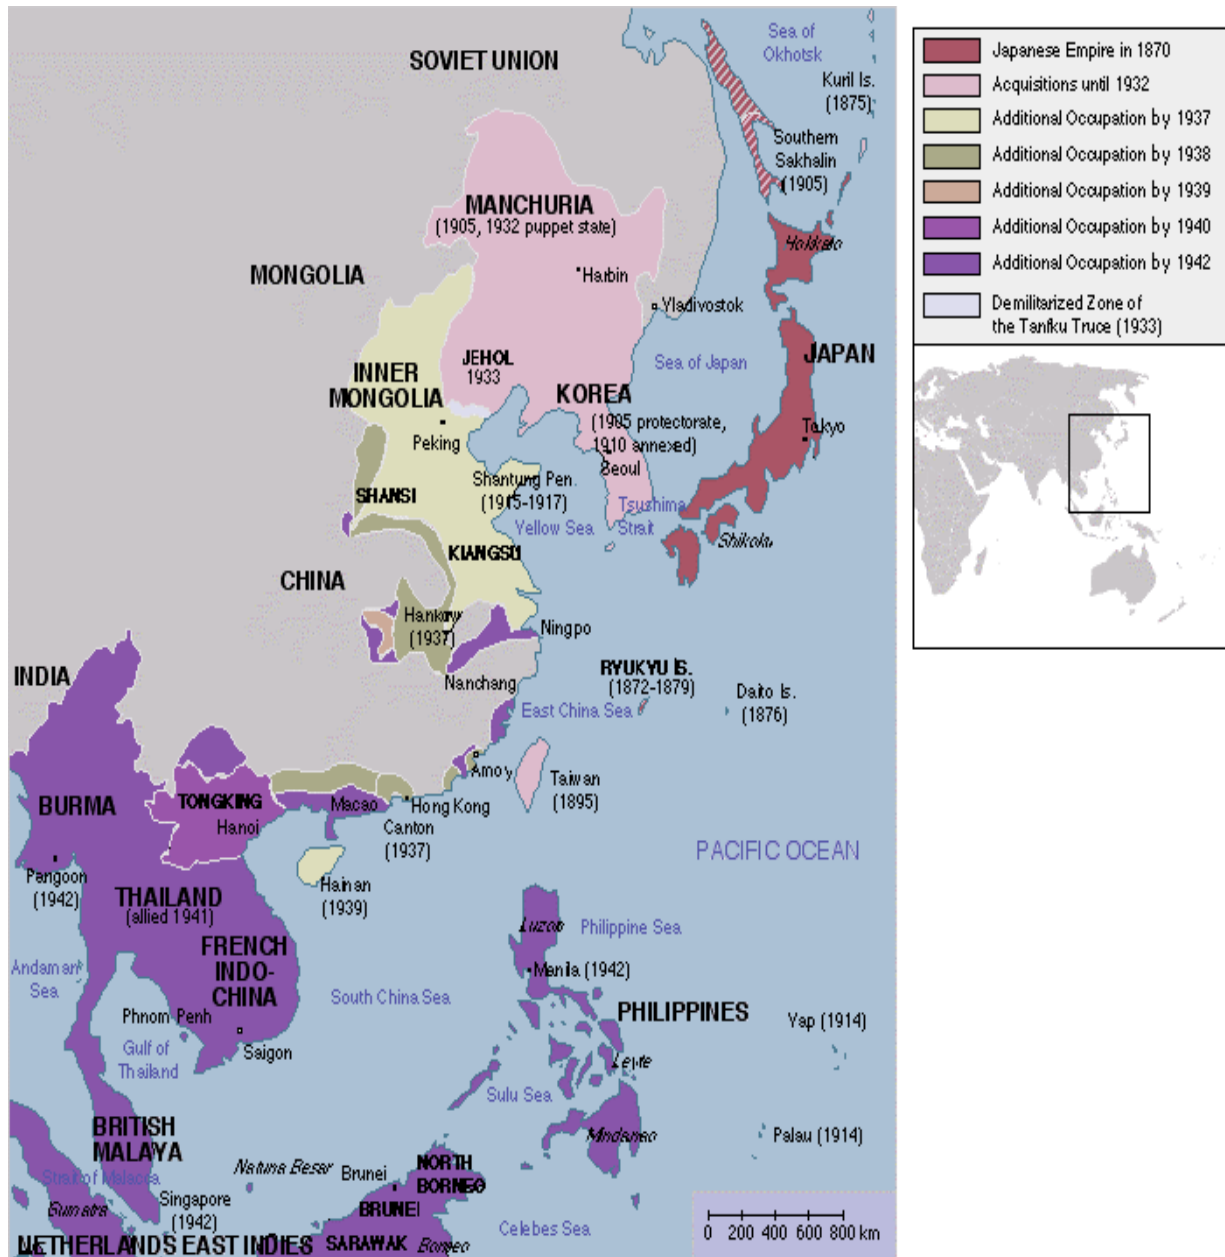 SOVIET UNION
Sea of
Okhotsk
Kuril Is.
(1875)
Southern
Sakhalin
(1905)
MANCHURIA
(1905, 1932 puppet state)
Hokkaio
MONGOLIA
Harbin
Vladivostok
Sea of Japan
JAPAN
JEHOL
1933
INNER
MONGOLIA
KOREA
(1905 protectorate,
1910 annexed)
Tokyo
Peking
Seoul
Shantung Pen.
(1915-1917)
SHANSI
Tsushima
Strait
Yellow Sea
Shikoku
KIANGSU
CHINA
Hankow
(1937)
Ningpo
Nanchang
INDIA
RYUKYU IS.
(1872-1879)
Daito Is.
(1876)
East China Sea
Amoy
Taiwan
(1895)
BURMA
TONGKING
Hanoi
Macao
Hong Kong
Canton
(1937)
PACIFIC OCEAN
Pangoon
(1942)
Hainan
(1939)
THAILAND
(allied 1941)
Luzon
Philippine Sea
FRENCH
INDO-
CHINA
Andaman
Sea
Manila (1942)
South China Sea
PHILIPPINES
Yap (1914)
Phnom Penh
Saigon
Gulf of
Thailand
Leyte
Sulu Sea
BRITISH
MALAYA
Mindanao
Palau (1914)
Strait of Malacca
Natuna Besar
Brunei
NORTH
BORNEO
Singapore
(1942)
Sumatra
BRUNEI
Celebes Sea
NETHERLANDS EAST INDIES
SARAWAK
Borneo
0 200 400 600 800 km
Japanese Empire in 1870
Acquisitions until 1932
Additional Occupation by 1937
Additional Occupation by 1938
Additional Occupation by 1939
Additional Occupation by 1940
Additional Occupation by 1942
Demilitarized Zone of
the Tanfku Truce (1933)